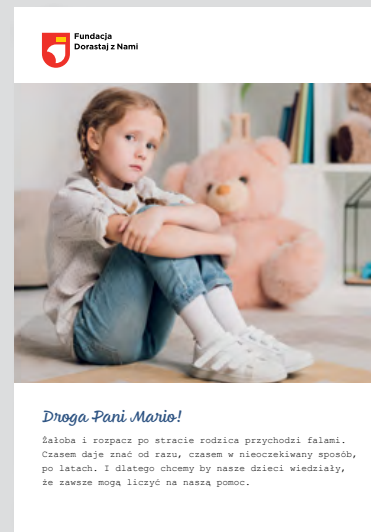 Fundacja
Dorastaj z Nami
Droga Pani Mario!
Żałoba i rozpacz po stracie rodzica przychodzi falami.
Czasem daje znać od razu, czasem w nieoczekiwany sposób,
po latach. I dlatego chcemy by nasze dzieci wiedziały,
że zawsze mogą liczyć na naszą pomoc.